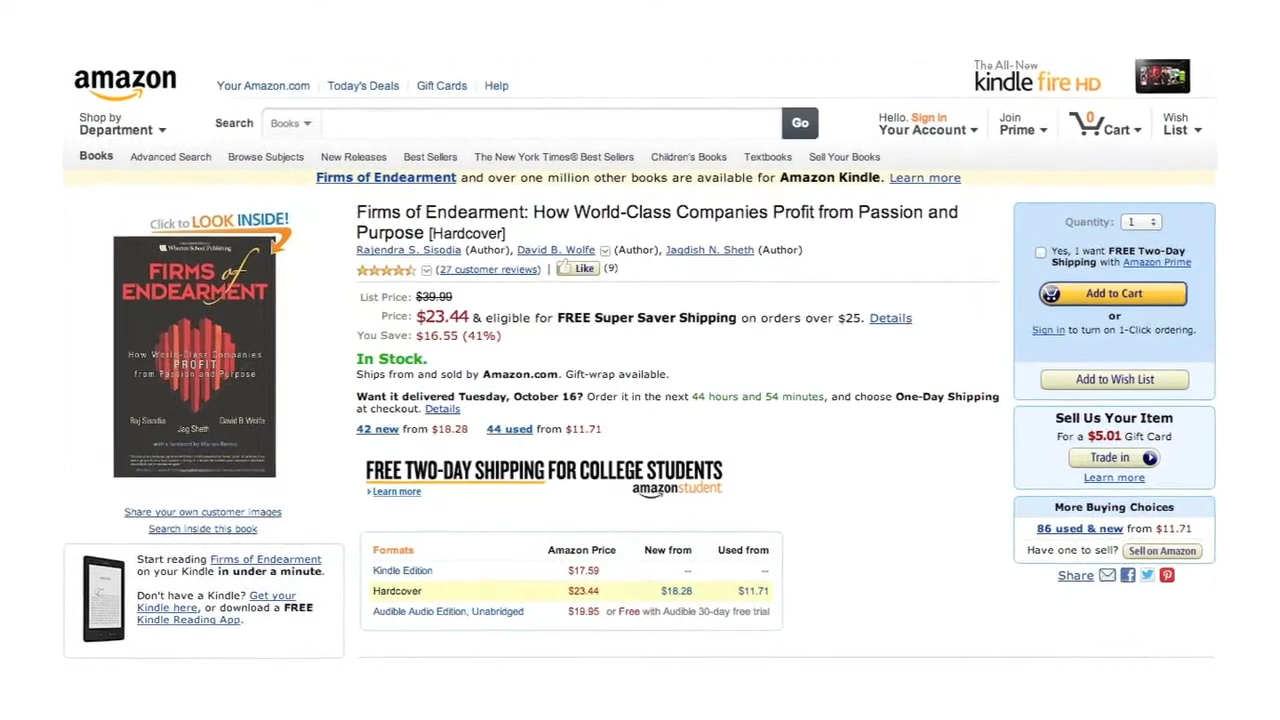 The All-New
kindle fire HD
amazon
Your Amazon.com
Today's Deals
Gift Cards
Help
Shop by
Department
Search
Books
Go
Hello. Sign in
Your Account
Join
Prime
0
Cart
Wish
List
Books
Advanced Search
Browse Subjects
New Releases
Best Sellers
The New York Times® Best Sellers
Children's Books
Textbooks
Sell Your Books
Firms of Endearment and over one million other books are available for Amazon Kindle. Learn more
Click to LOOK INSIDE!
Wharton School Publishing
FIRMS of
ENDEARMENT
How World-Class Companies
PROFIT
from Passion and Purpose
Raj Sisodia
David B. Wolfe
Jag Sheth
Share your own customer images
Search inside this book
Start reading Firms of Endearment
on your Kindle in under a minute.
Don't have a Kindle? Get your
Kindle here, or download a FREE
Kindle Reading App.
Firms of Endearment: How World-Class Companies Profit from Passion and
Purpose [Hardcover]
Rajendra S. Sisodia (Author), David B. Wolfe (Author), Jagdish N. Sheth (Author)
(27 customer reviews) | Like (9)
List Price: $39.99
Price: $23.44 & eligible for FREE Super Saver Shipping on orders over $25. Details
You Save: $16.55 (41%)
In Stock.
Ships from and sold by Amazon.com. Gift-wrap available.
Want it delivered Tuesday, October 16? Order it in the next 44 hours and 54 minutes, and choose One-Day Shipping
at checkout. Details
42 new from $18.28 44 used from $11.71
FREE TWO-DAY SHIPPING FOR COLLEGE STUDENTS
Learn more
amazonstudent
Formats Amazon Price New from Used from
Kindle Edition $17.59 -- --
Hardcover $23.44 $18.28 $11.71
Audible Audio Edition, Unabridged $19.95 or Free with Audible 30-day free trial
Quantity: 1
Yes, I want FREE Two-Day
Shipping with Amazon Prime
Add to Cart
or
Sign in to turn on 1-Click ordering.
Add to Wish List
Sell Us Your Item
For a $5.01 Gift Card
Trade in
Learn more
More Buying Choices
86 used & new from $11.71
Have one to sell? Sell on Amazon
Share